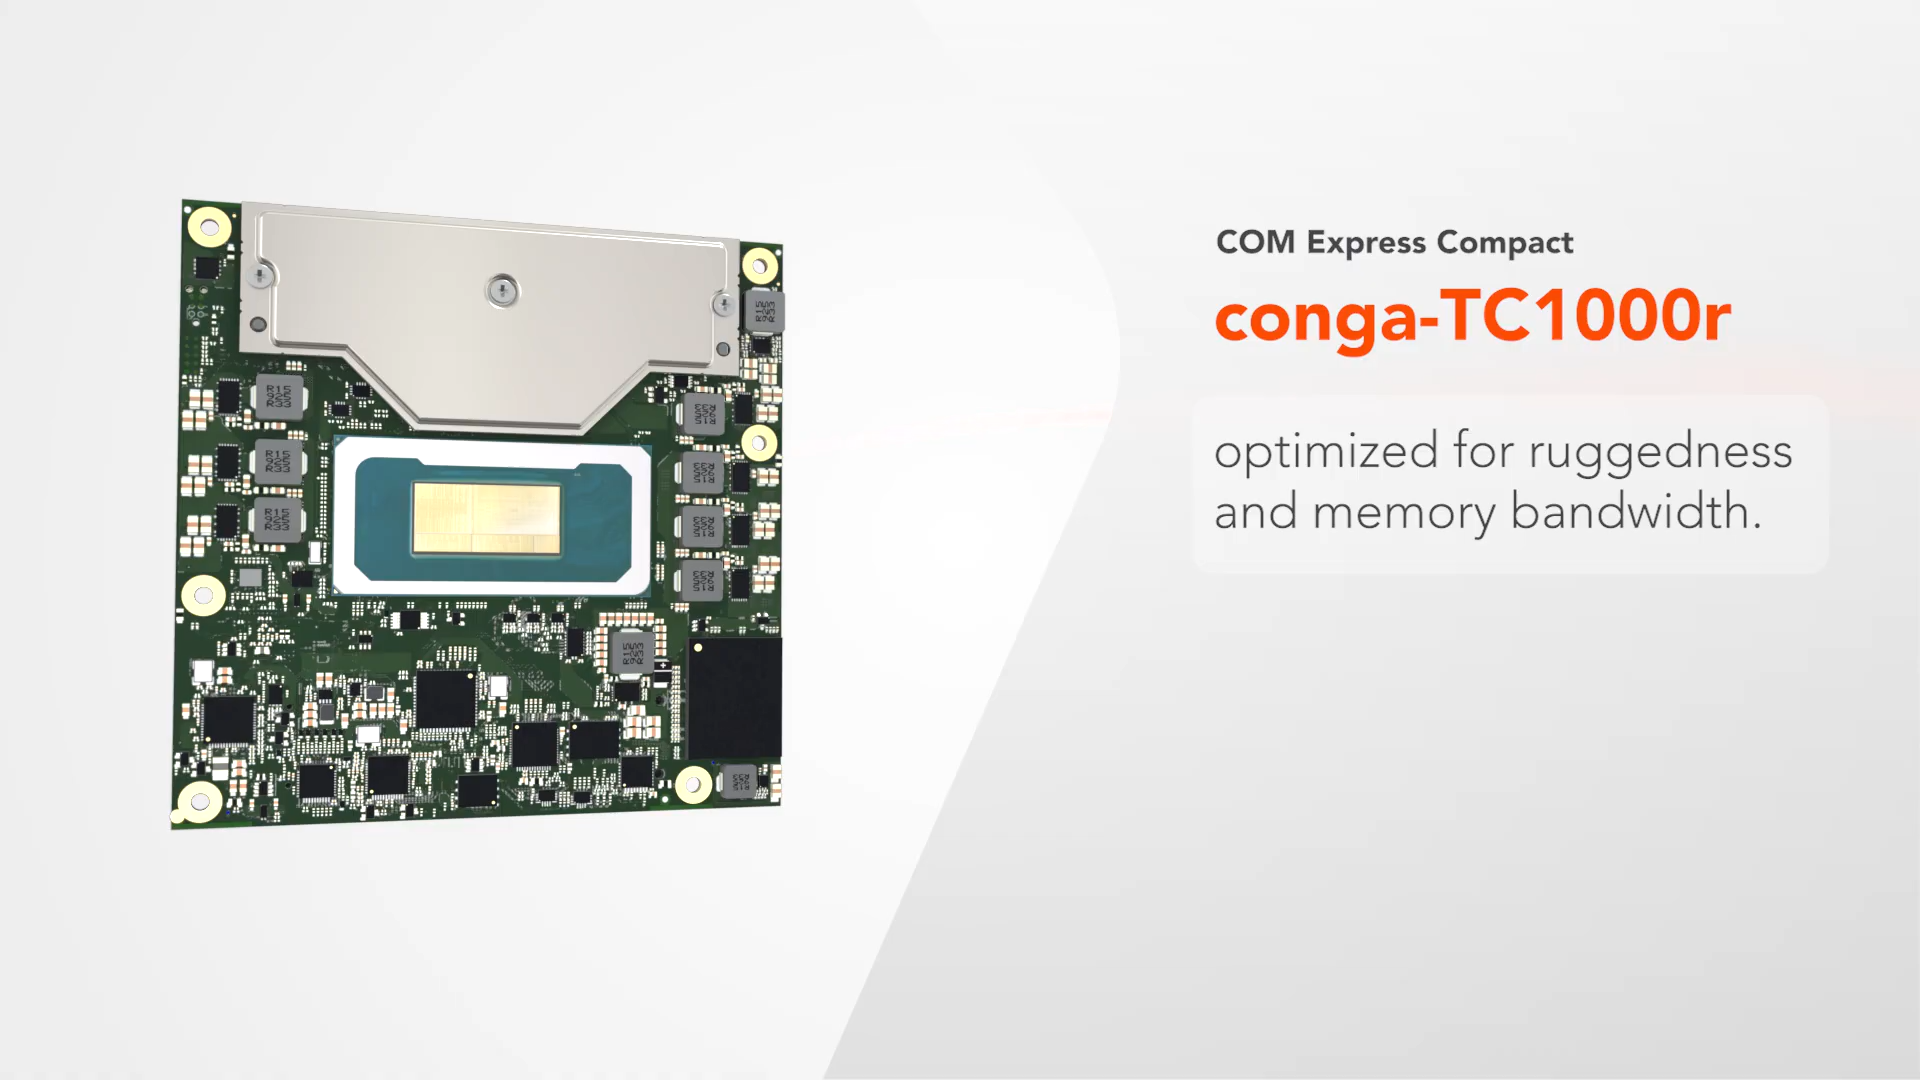 COM Express Compact
conga-TC1000r
optimized for ruggedness
and memory bandwidth.